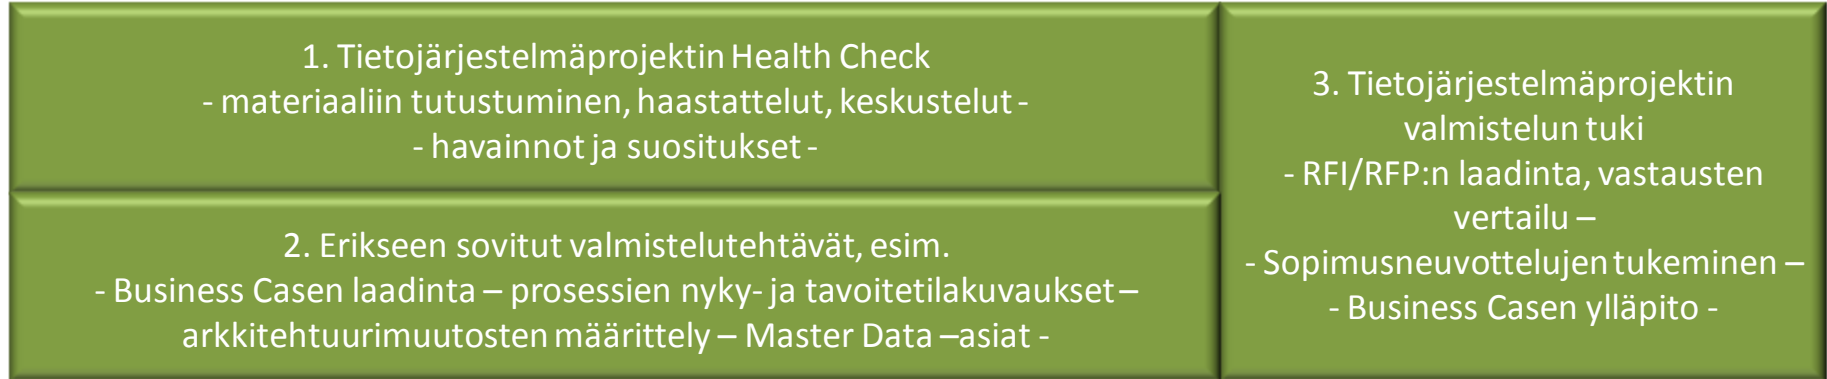 1. Tietojärjestelmäprojektin Health Check
- materiaaliin tutustuminen, haastattelut, keskustelut -
- havainnot ja suositukset -
2. Erikseen sovitut valmistelutehtävät, esim.
- Business Casen laadinta – prosessien nyky- ja tavoitetilakuvaukset –
arkkitehtuurimuutosten määrittely – Master Data –asiat -
3. Tietojärjestelmäprojektin
valmistelun tuki
- RFI/RFP:n laadinta, vastausten
vertailu –
- Sopimusneuvottelujen tukeminen –
- Business Casen ylläpito -